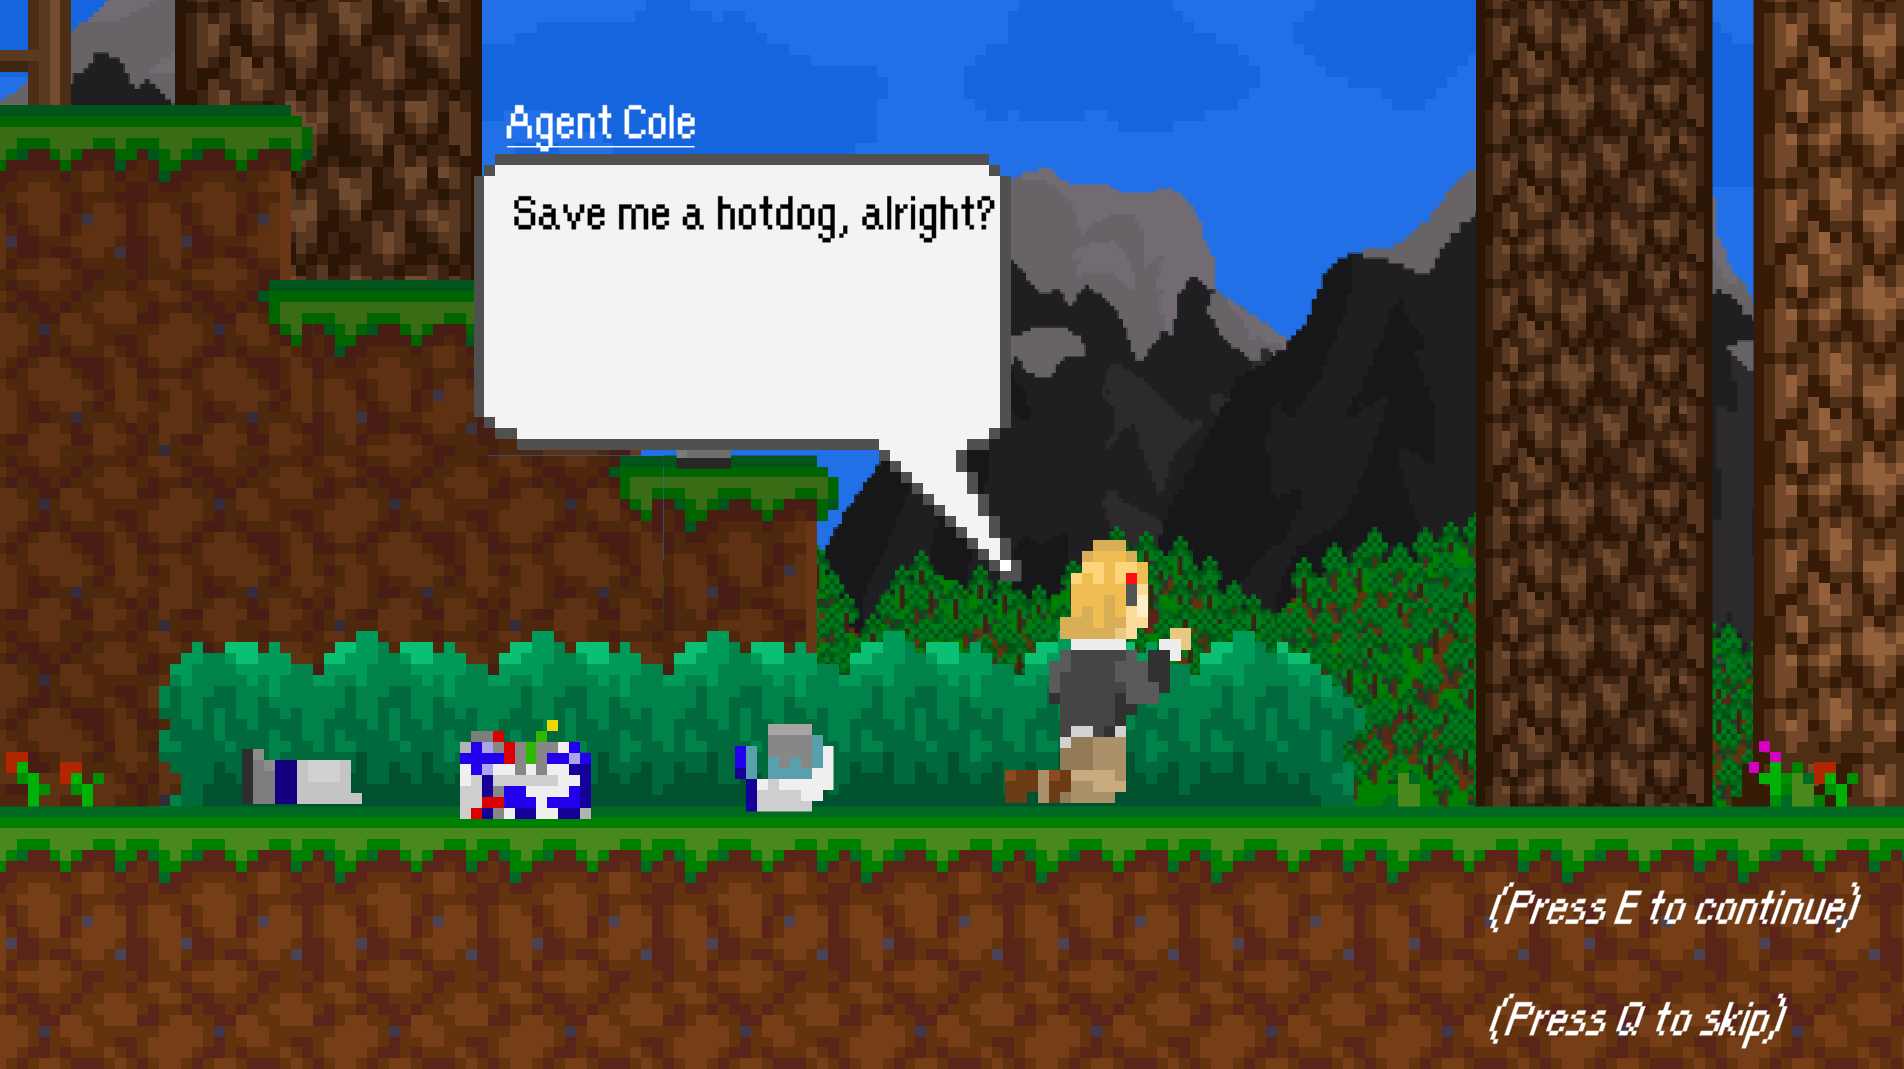 Agent Cole
Save me a hotdog, alright?
(Press E to continue)
(Press Q to skip)